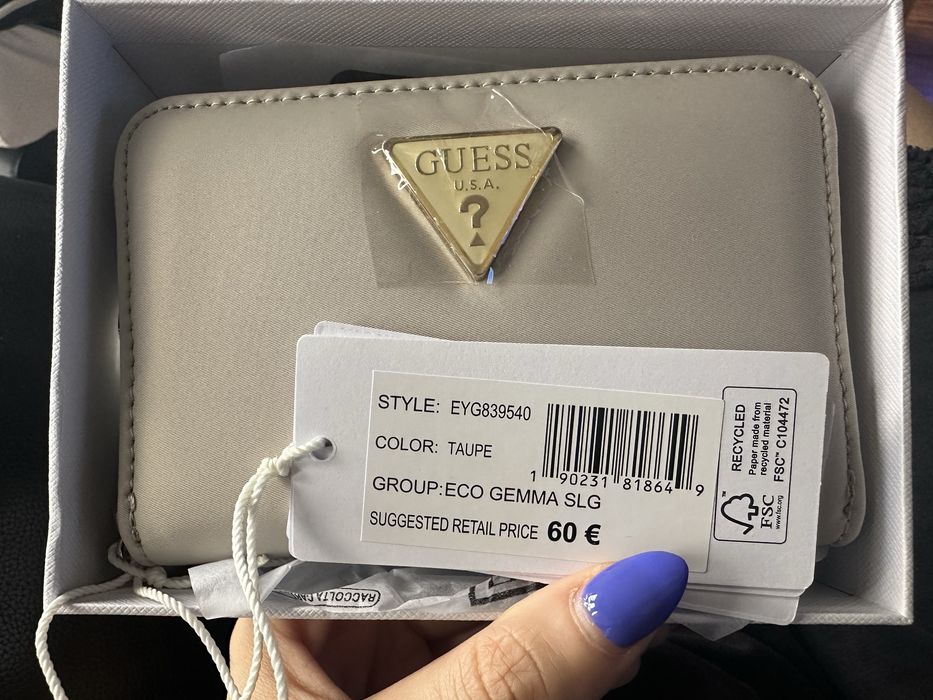 GUESS
U.S.A.
?
STYLE: EYG839540
COLOR: TAUPE
GROUP:ECO GEMMA SLG
SUGGESTED RETAIL PRICE 60 €
1 90231 81864 9
RECYCLED
Paper made from
recycled material
FSC™ C104472
FSC
www.fsc.org
RACCOLTA